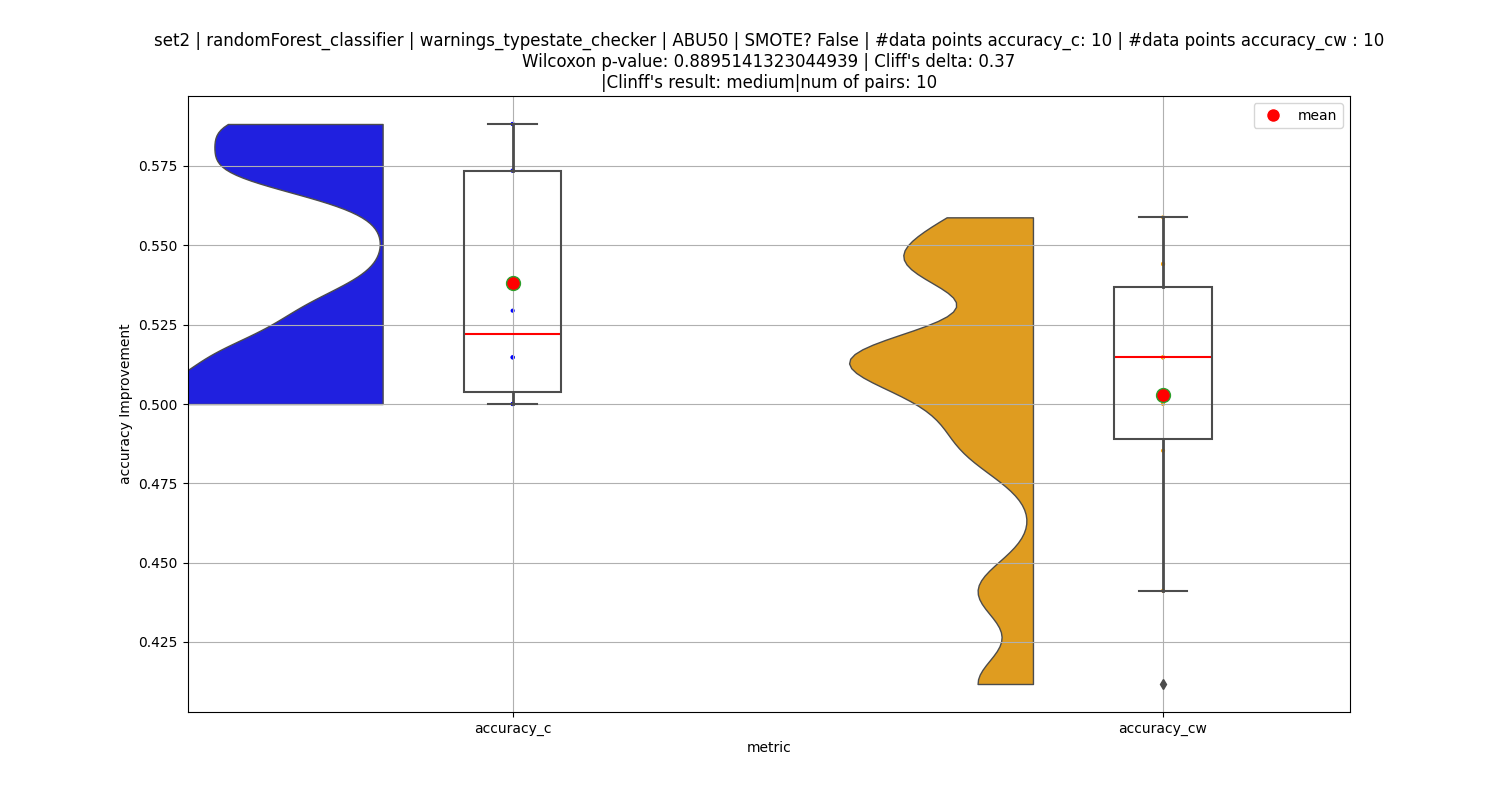 set2 | randomForest_classifier | warnings_typestate_checker | ABU50 | SMOTE? False | #data points accuracy_c: 10 | #data points accuracy_cw : 10
Wilcoxon p-value: 0.8895141323044939 | Cliff's delta: 0.37
|Clinff's result: medium|num of pairs: 10
mean
0.575
0.550
0.525
0.500
0.475
0.450
0.425
accuracy Improvement
accuracy_c
accuracy_cw
metric